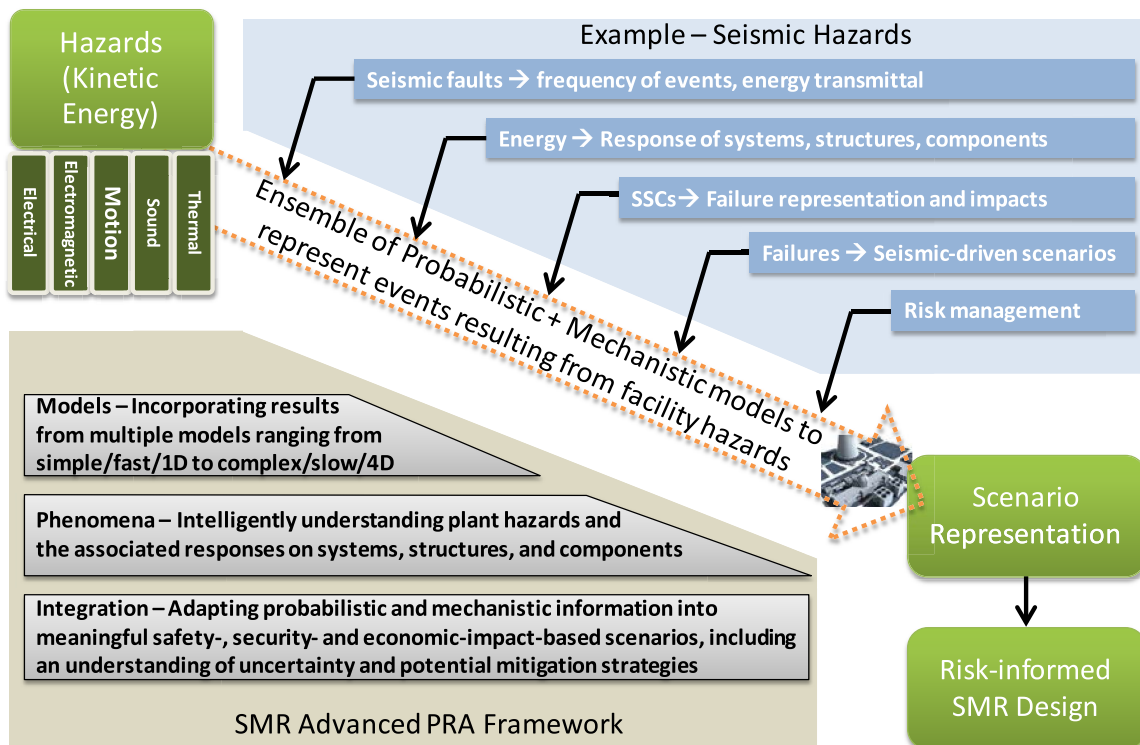 Hazards
(Kinetic
Energy)
Electrical
Electromagnetic
Motion
Sound
Thermal
Example – Seismic Hazards
Seismic faults → frequency of events, energy transmittal
Energy → Response of systems, structures, components
SSCs→ Failure representation and impacts
Failures → Seismic-driven scenarios
Risk management
Ensemble of Probabilistic + Mechanistic models to
represent events resulting from facility hazards
Models – Incorporating results
from multiple models ranging from
simple/fast/1D to complex/slow/4D
Phenomena – Intelligently understanding plant hazards and
the associated responses on systems, structures, and components
Integration – Adapting probabilistic and mechanistic information into
meaningful safety-, security- and economic-impact-based scenarios, including
an understanding of uncertainty and potential mitigation strategies
SMR Advanced PRA Framework
Scenario
Representation
Risk-informed
SMR Design